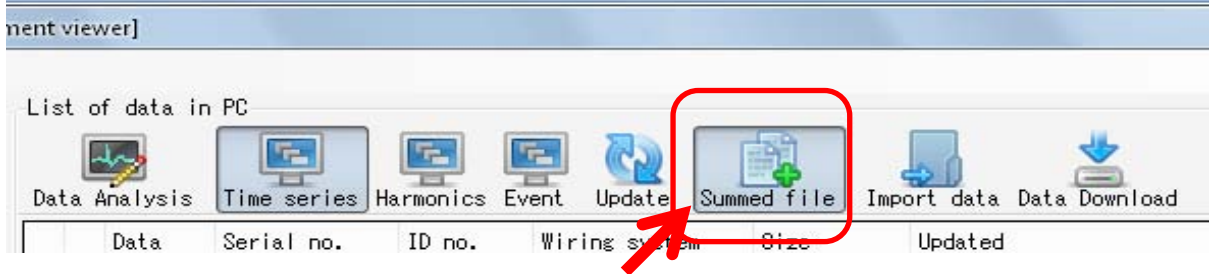 ment viewer]
List of data in PC
Data Analysis Time series Harmonics Event Update Summed file Import data Data Download
Data Serial no. ID no. Wiring system Size Updated